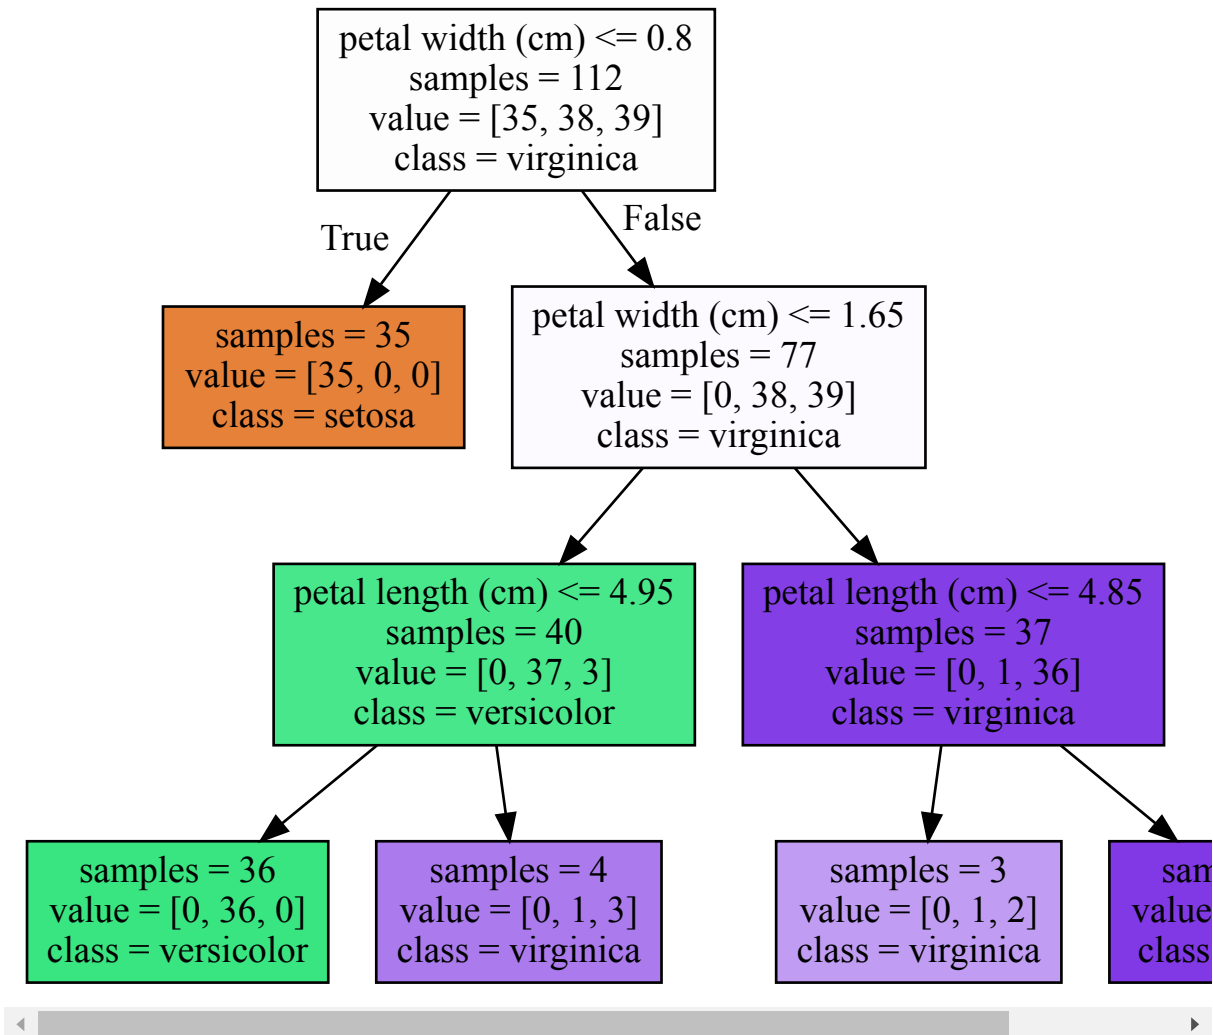 petal width (cm) <= 0.8
samples = 112
value = [35, 38, 39]
class = virginica
True
False
samples = 35
value = [35, 0, 0]
class = setosa
petal width (cm) <= 1.65
samples = 77
value = [0, 38, 39]
class = virginica
petal length (cm) <= 4.95
samples = 40
value = [0, 37, 3]
class = versicolor
petal length (cm) <= 4.85
samples = 37
value = [0, 1, 36]
class = virginica
samples = 36
value = [0, 36, 0]
class = versicolor
samples = 4
value = [0, 1, 3]
class = virginica
samples = 3
value = [0, 1, 2]
class = virginica
value
class